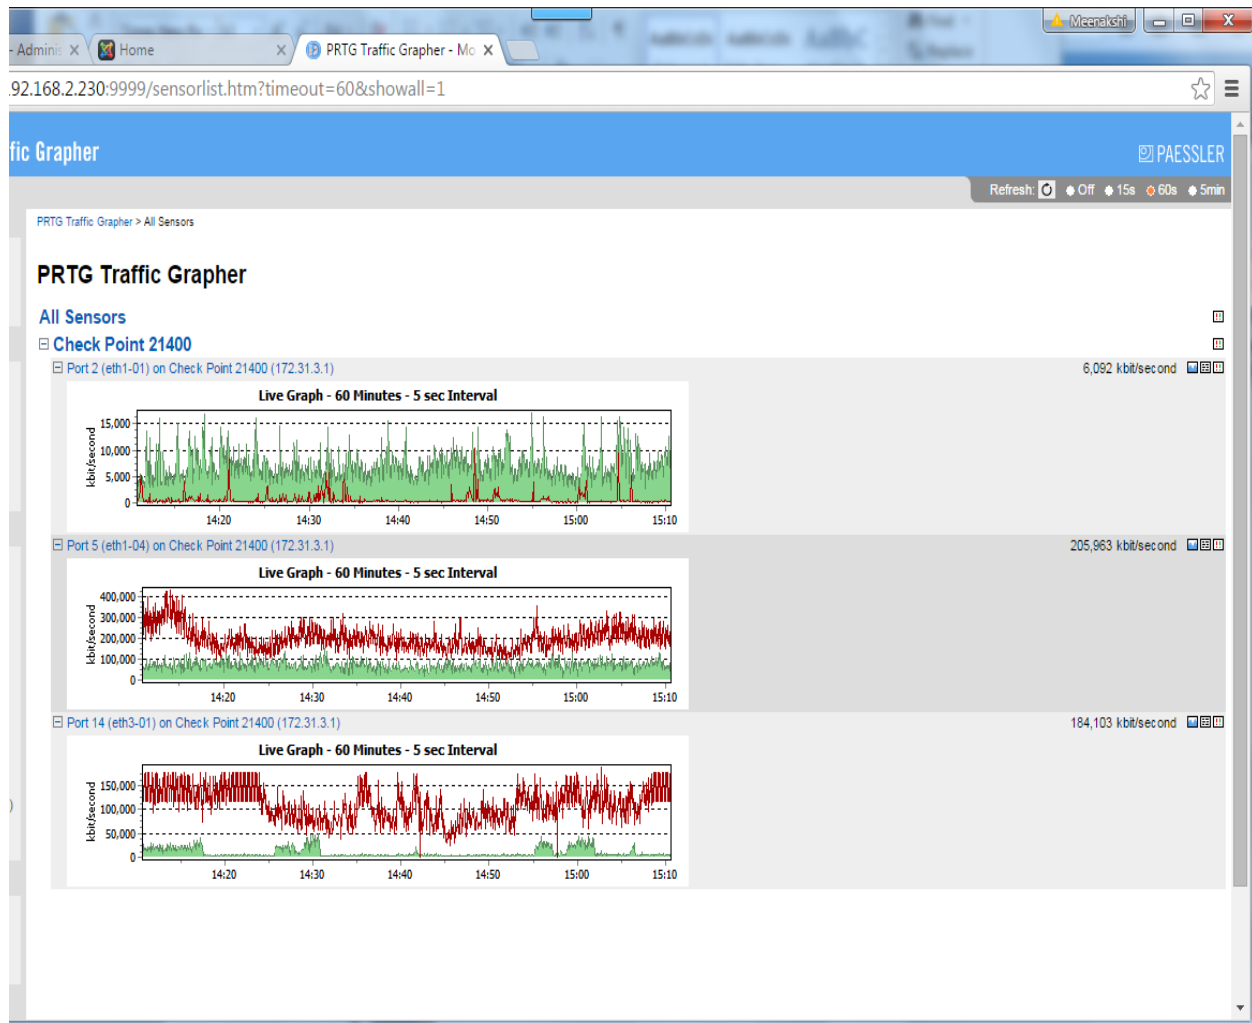 Meenakshi
- Adminis
Home
PRTG Traffic Grapher - Mo
92.168.2.230:9999/sensorlist.htm?timeout=60&showall=1
fic Grapher
PAESSLER
Refresh: Off 15s 60s 5min
PRTG Traffic Grapher > All Sensors
PRTG Traffic Grapher
All Sensors
Check Point 21400
Port 2 (eth1-01) on Check Point 21400 (172.31.3.1) 6,092 kbit/second
Live Graph - 60 Minutes - 5 sec Interval
kbit/second
15,000
10,000
5,000
0
14:20 14:30 14:40 14:50 15:00 15:10
Port 5 (eth1-04) on Check Point 21400 (172.31.3.1) 205,963 kbit/second
Live Graph - 60 Minutes - 5 sec Interval
kbit/second
400,000
300,000
200,000
100,000
0
14:20 14:30 14:40 14:50 15:00 15:10
Port 14 (eth3-01) on Check Point 21400 (172.31.3.1) 184,103 kbit/second
Live Graph - 60 Minutes - 5 sec Interval
kbit/second
150,000
100,000
50,000
0
14:20 14:30 14:40 14:50 15:00 15:10
)